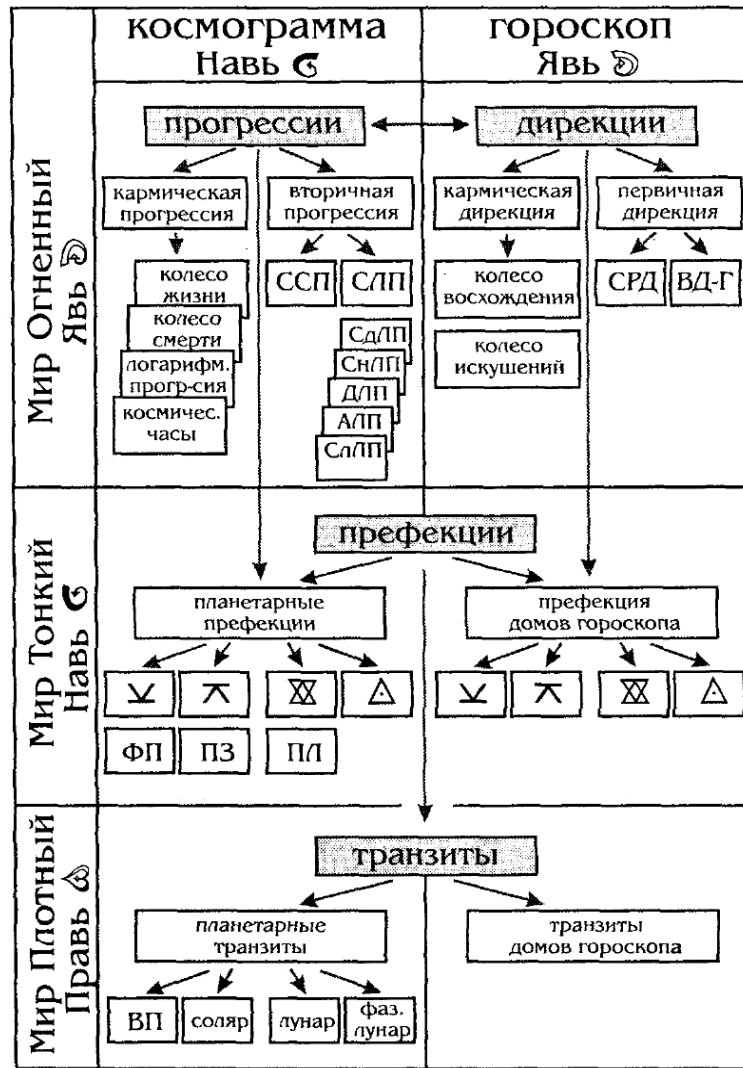 космограмма
Навь
гороскоп
Явь
Мир Огненный
Явь
прогрессии
дирекции
кармическая
прогрессия
вторичная
прогрессия
кармическая
дирекция
первичная
дирекция
колесо
жизни
колесо
смерти
логарифм.
прогр-сия
космичес.
часы
ССП
СЛП
СдЛП
СнЛП
ДЛП
АЛП
СлЛП
колесо
восхождения
колесо
искушений
СРД
ВД-Г
Мир Тонкий
Навь
префекции
планетарные
префекции
префекция
домов гороскопа
ФП
ПЗ
ПЛ
Мир Плотный
Правь
транзиты
планетарные
транзиты
транзиты
домов гороскопа
ВП
соляр
лунар
фаз.
лунар